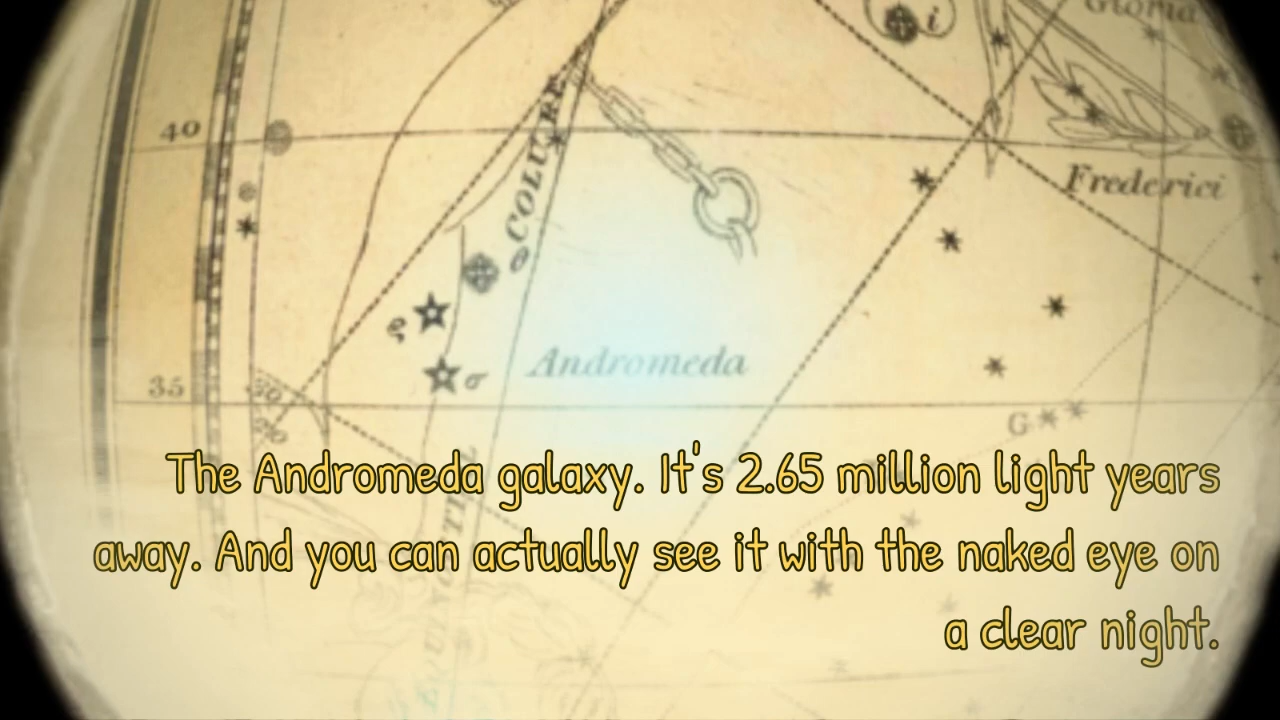 Gloria
i
40
COLURE
Frederici
Andromeda
35
σ
G
The Andromeda galaxy. It's 2.65 million light years
away. And you can actually see it with the naked eye on
a clear night.